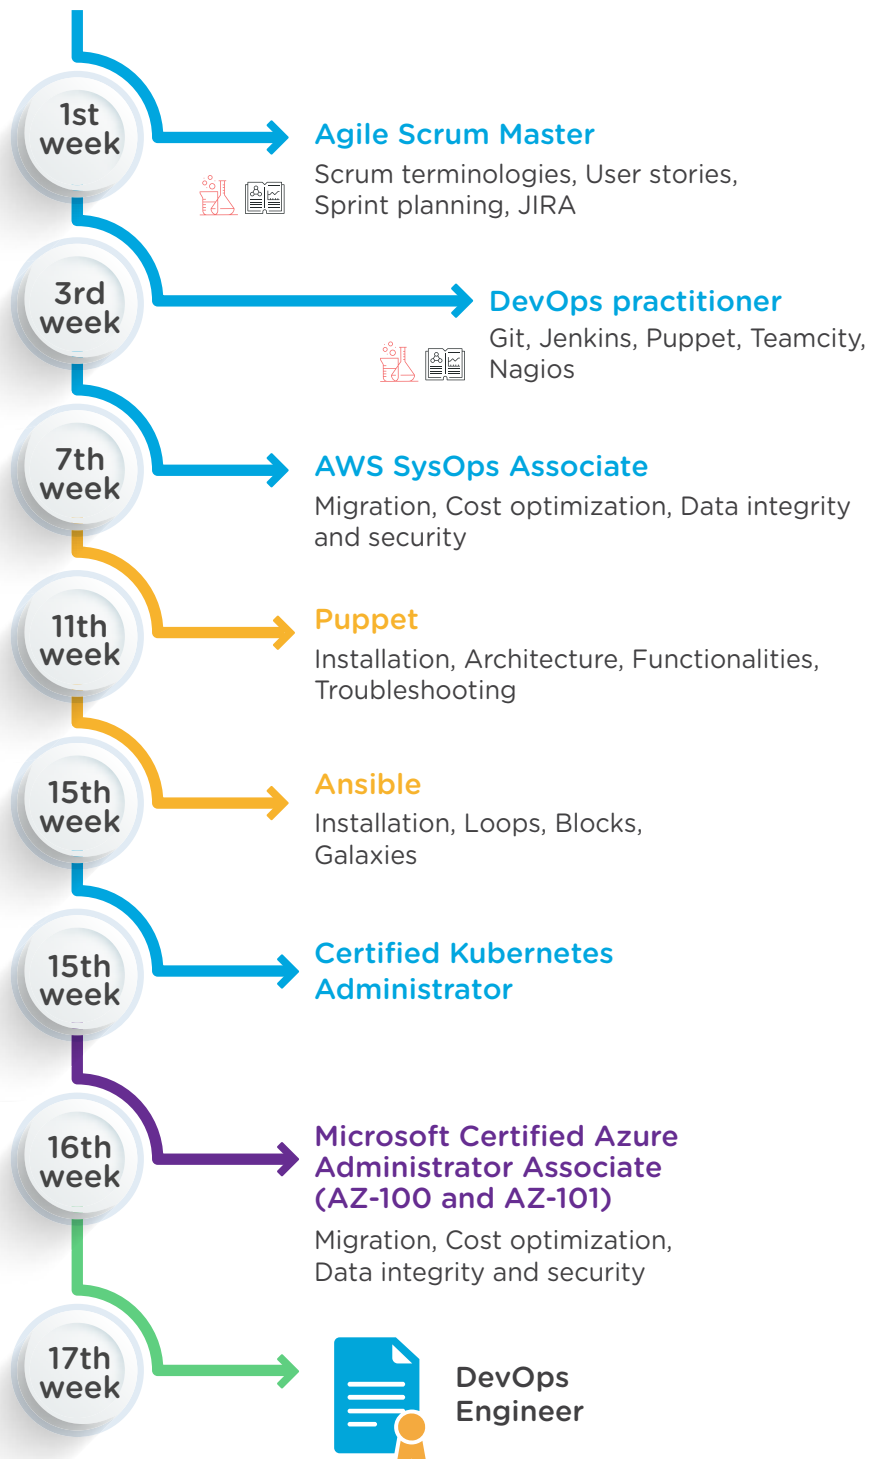 1st
week
Agile Scrum Master
Scrum terminologies, User stories,
Sprint planning, JIRA
3rd
week
DevOps practitioner
Git, Jenkins, Puppet, Teamcity,
Nagios
7th
week
AWS SysOps Associate
Migration, Cost optimization, Data integrity
and security
11th
week
Puppet
Installation, Architecture, Functionalities,
Troubleshooting
15th
week
Ansible
Installation, Loops, Blocks,
Galaxies
15th
week
Certified Kubernetes
Administrator
16th
week
Microsoft Certified Azure
Administrator Associate
(AZ-100 and AZ-101)
Migration, Cost optimization,
Data integrity and security
17th
week
DevOps
Engineer